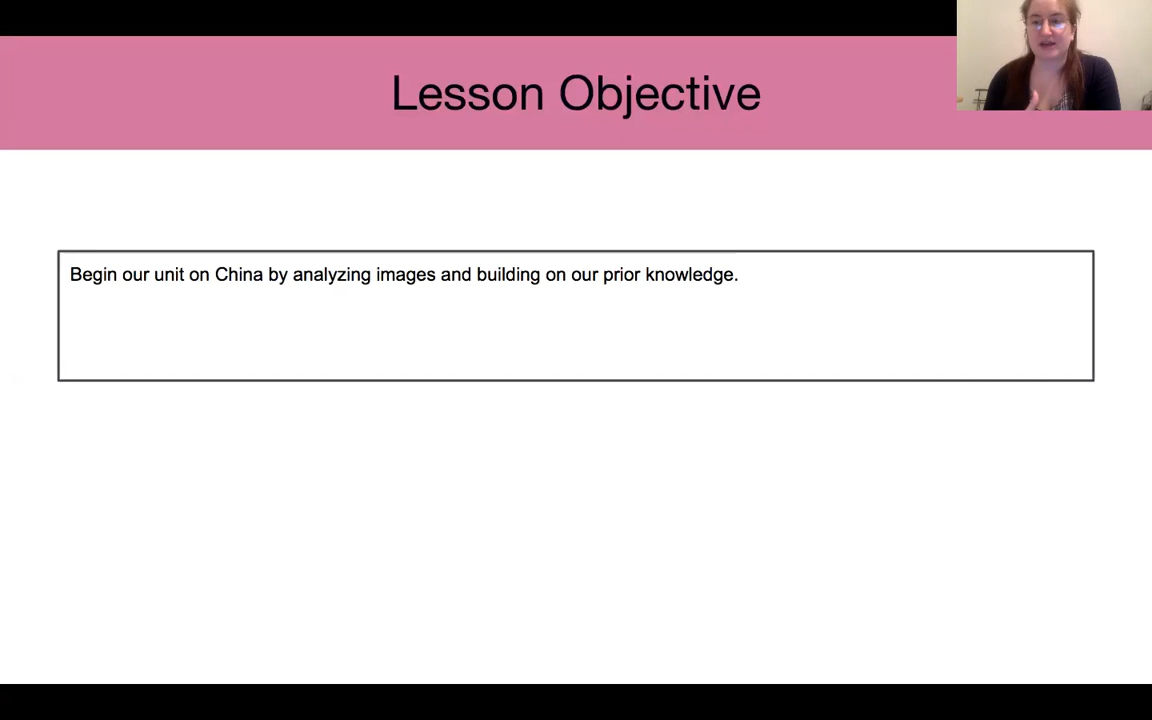 Lesson Objective
Begin our unit on China by analyzing images and building on our prior knowledge.